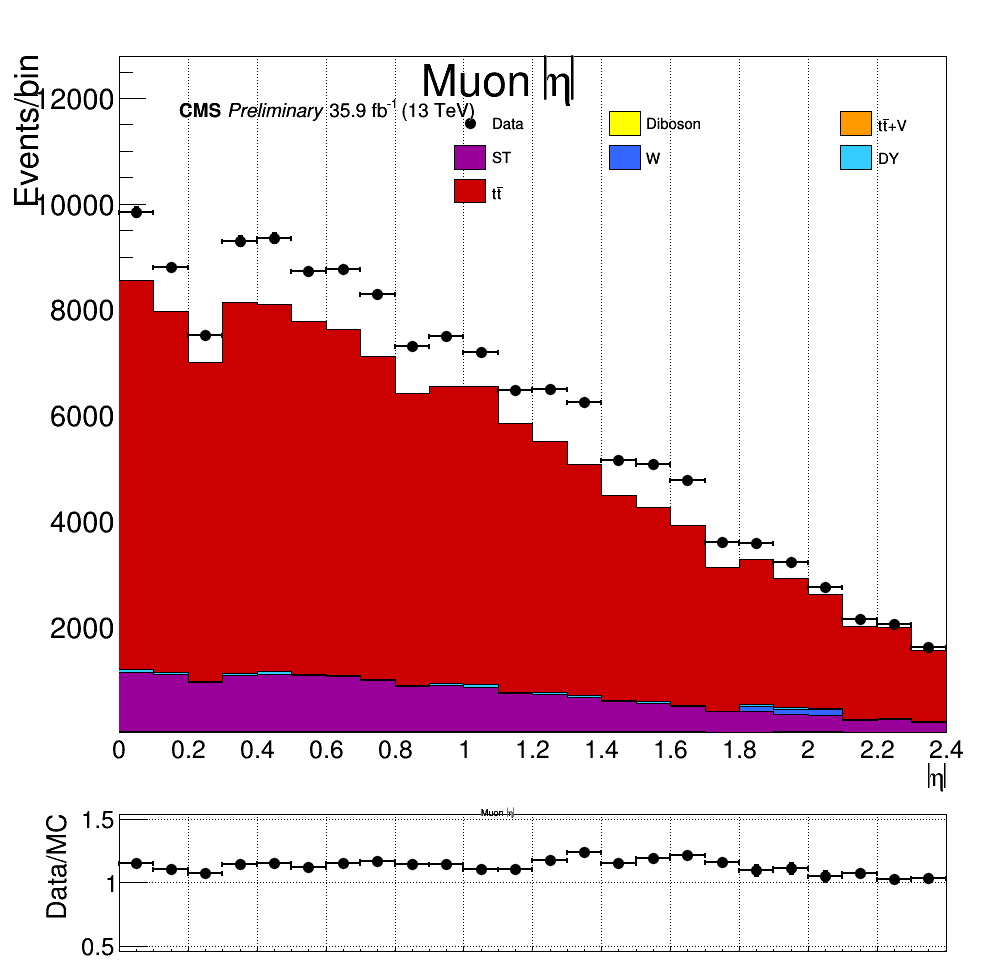 Muon |η|
Events/bin
CMS Preliminary 35.9 fb-1 (13 TeV)
Data
Diboson
tt̄+V
ST
W
DY
tt̄
12000
10000
8000
6000
4000
2000
0 0.2 0.4 0.6 0.8 1 1.2 1.4 1.6 1.8 2 2.2 2.4
|η|
Muon |η|
Data/MC
1.5
1
0.5